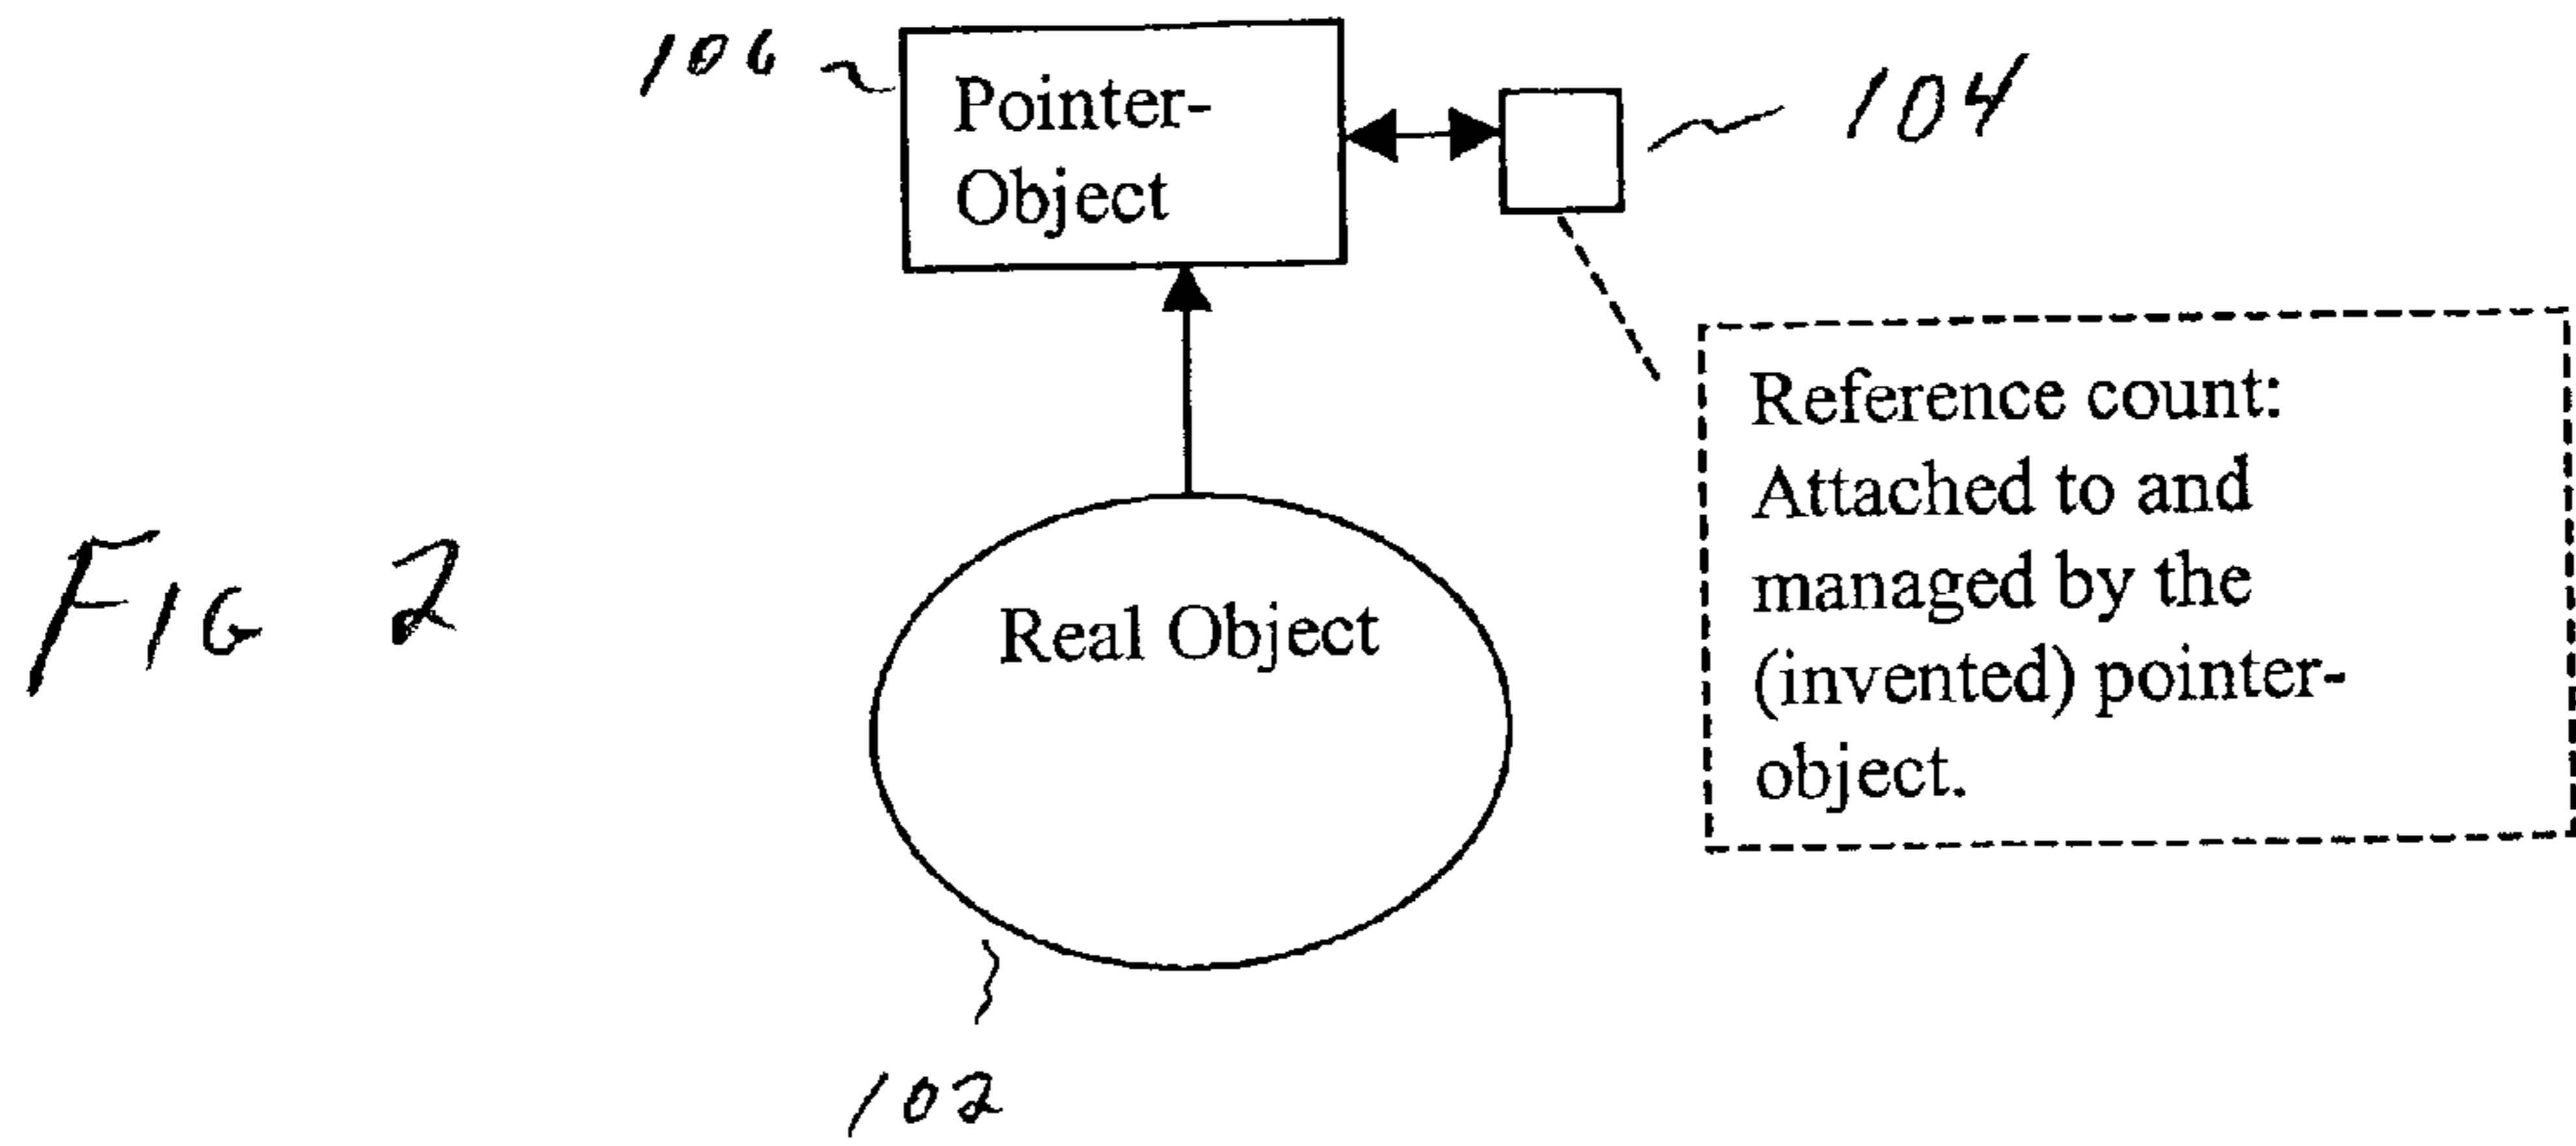 106
Pointer-
Object
104
Reference count:
Attached to and
managed by the
(invented) pointer-
object.
Real Object
FIG 2
102